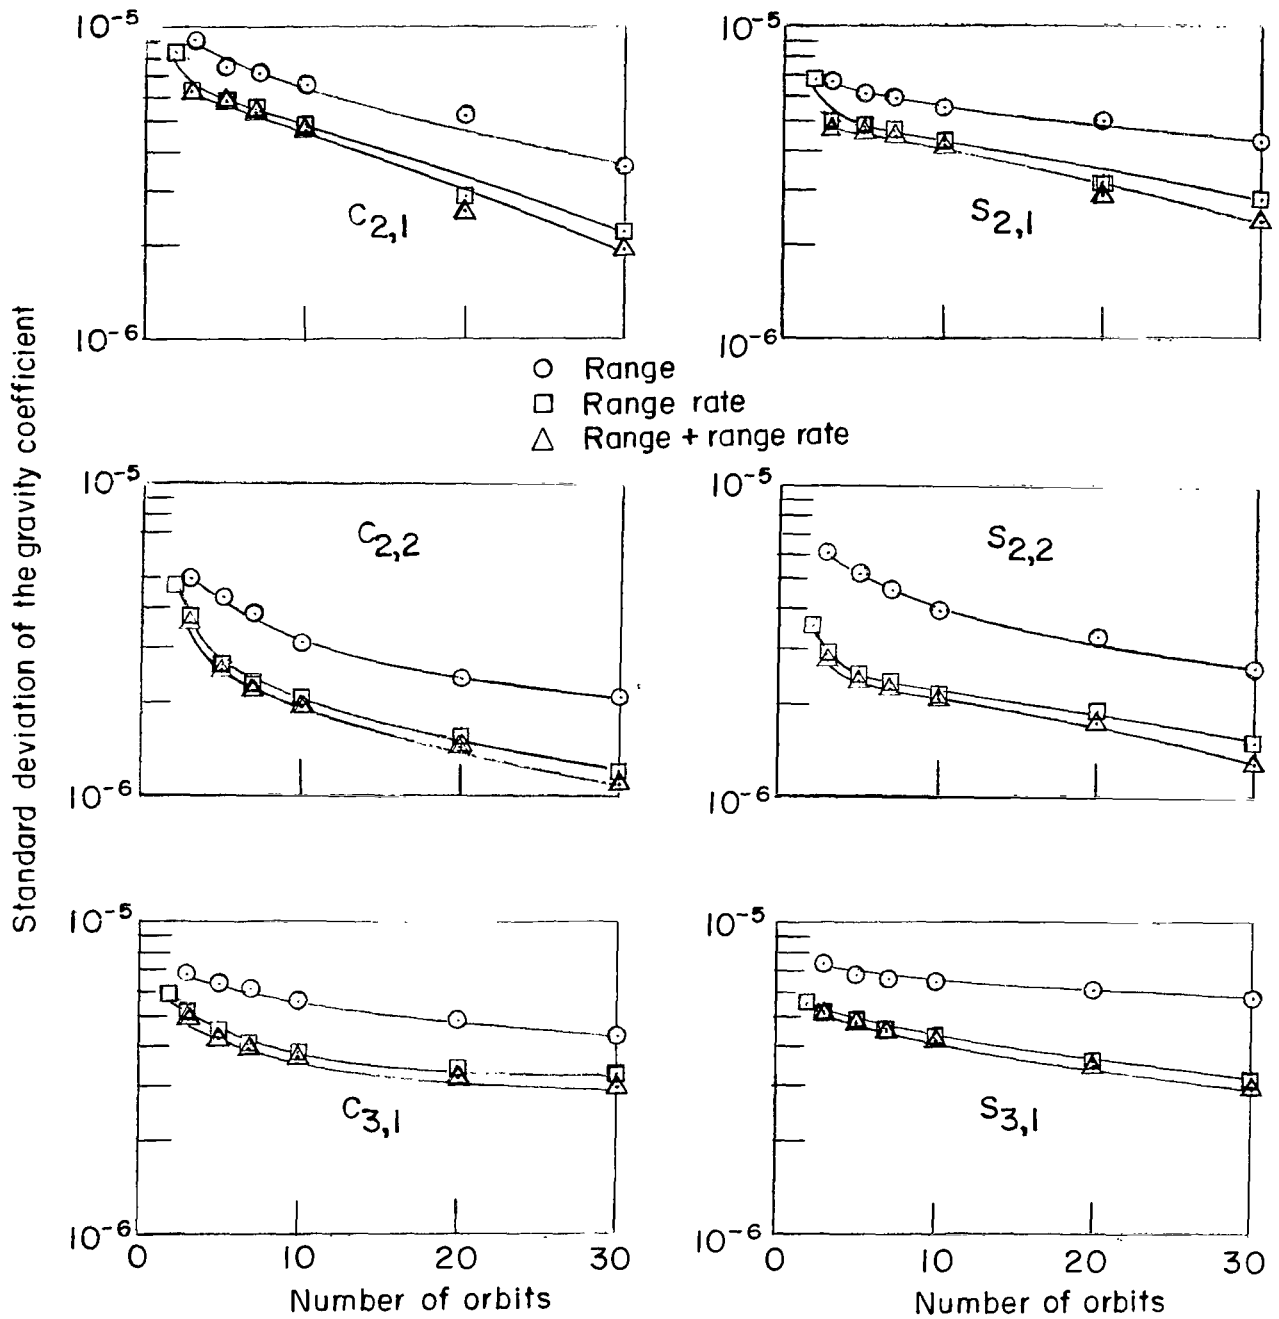 Standard deviation of the gravity coefficient
10-5
10-6
C2,1
10-5
10-6
S2,1
Range
Range rate
Range + range rate
10-5
10-6
C2,2
10-5
10-6
S2,2
10-5
10-6
C3,1
0 10 20 30
Number of orbits
10-5
10-6
S3,1
0 10 20 30
Number of orbits